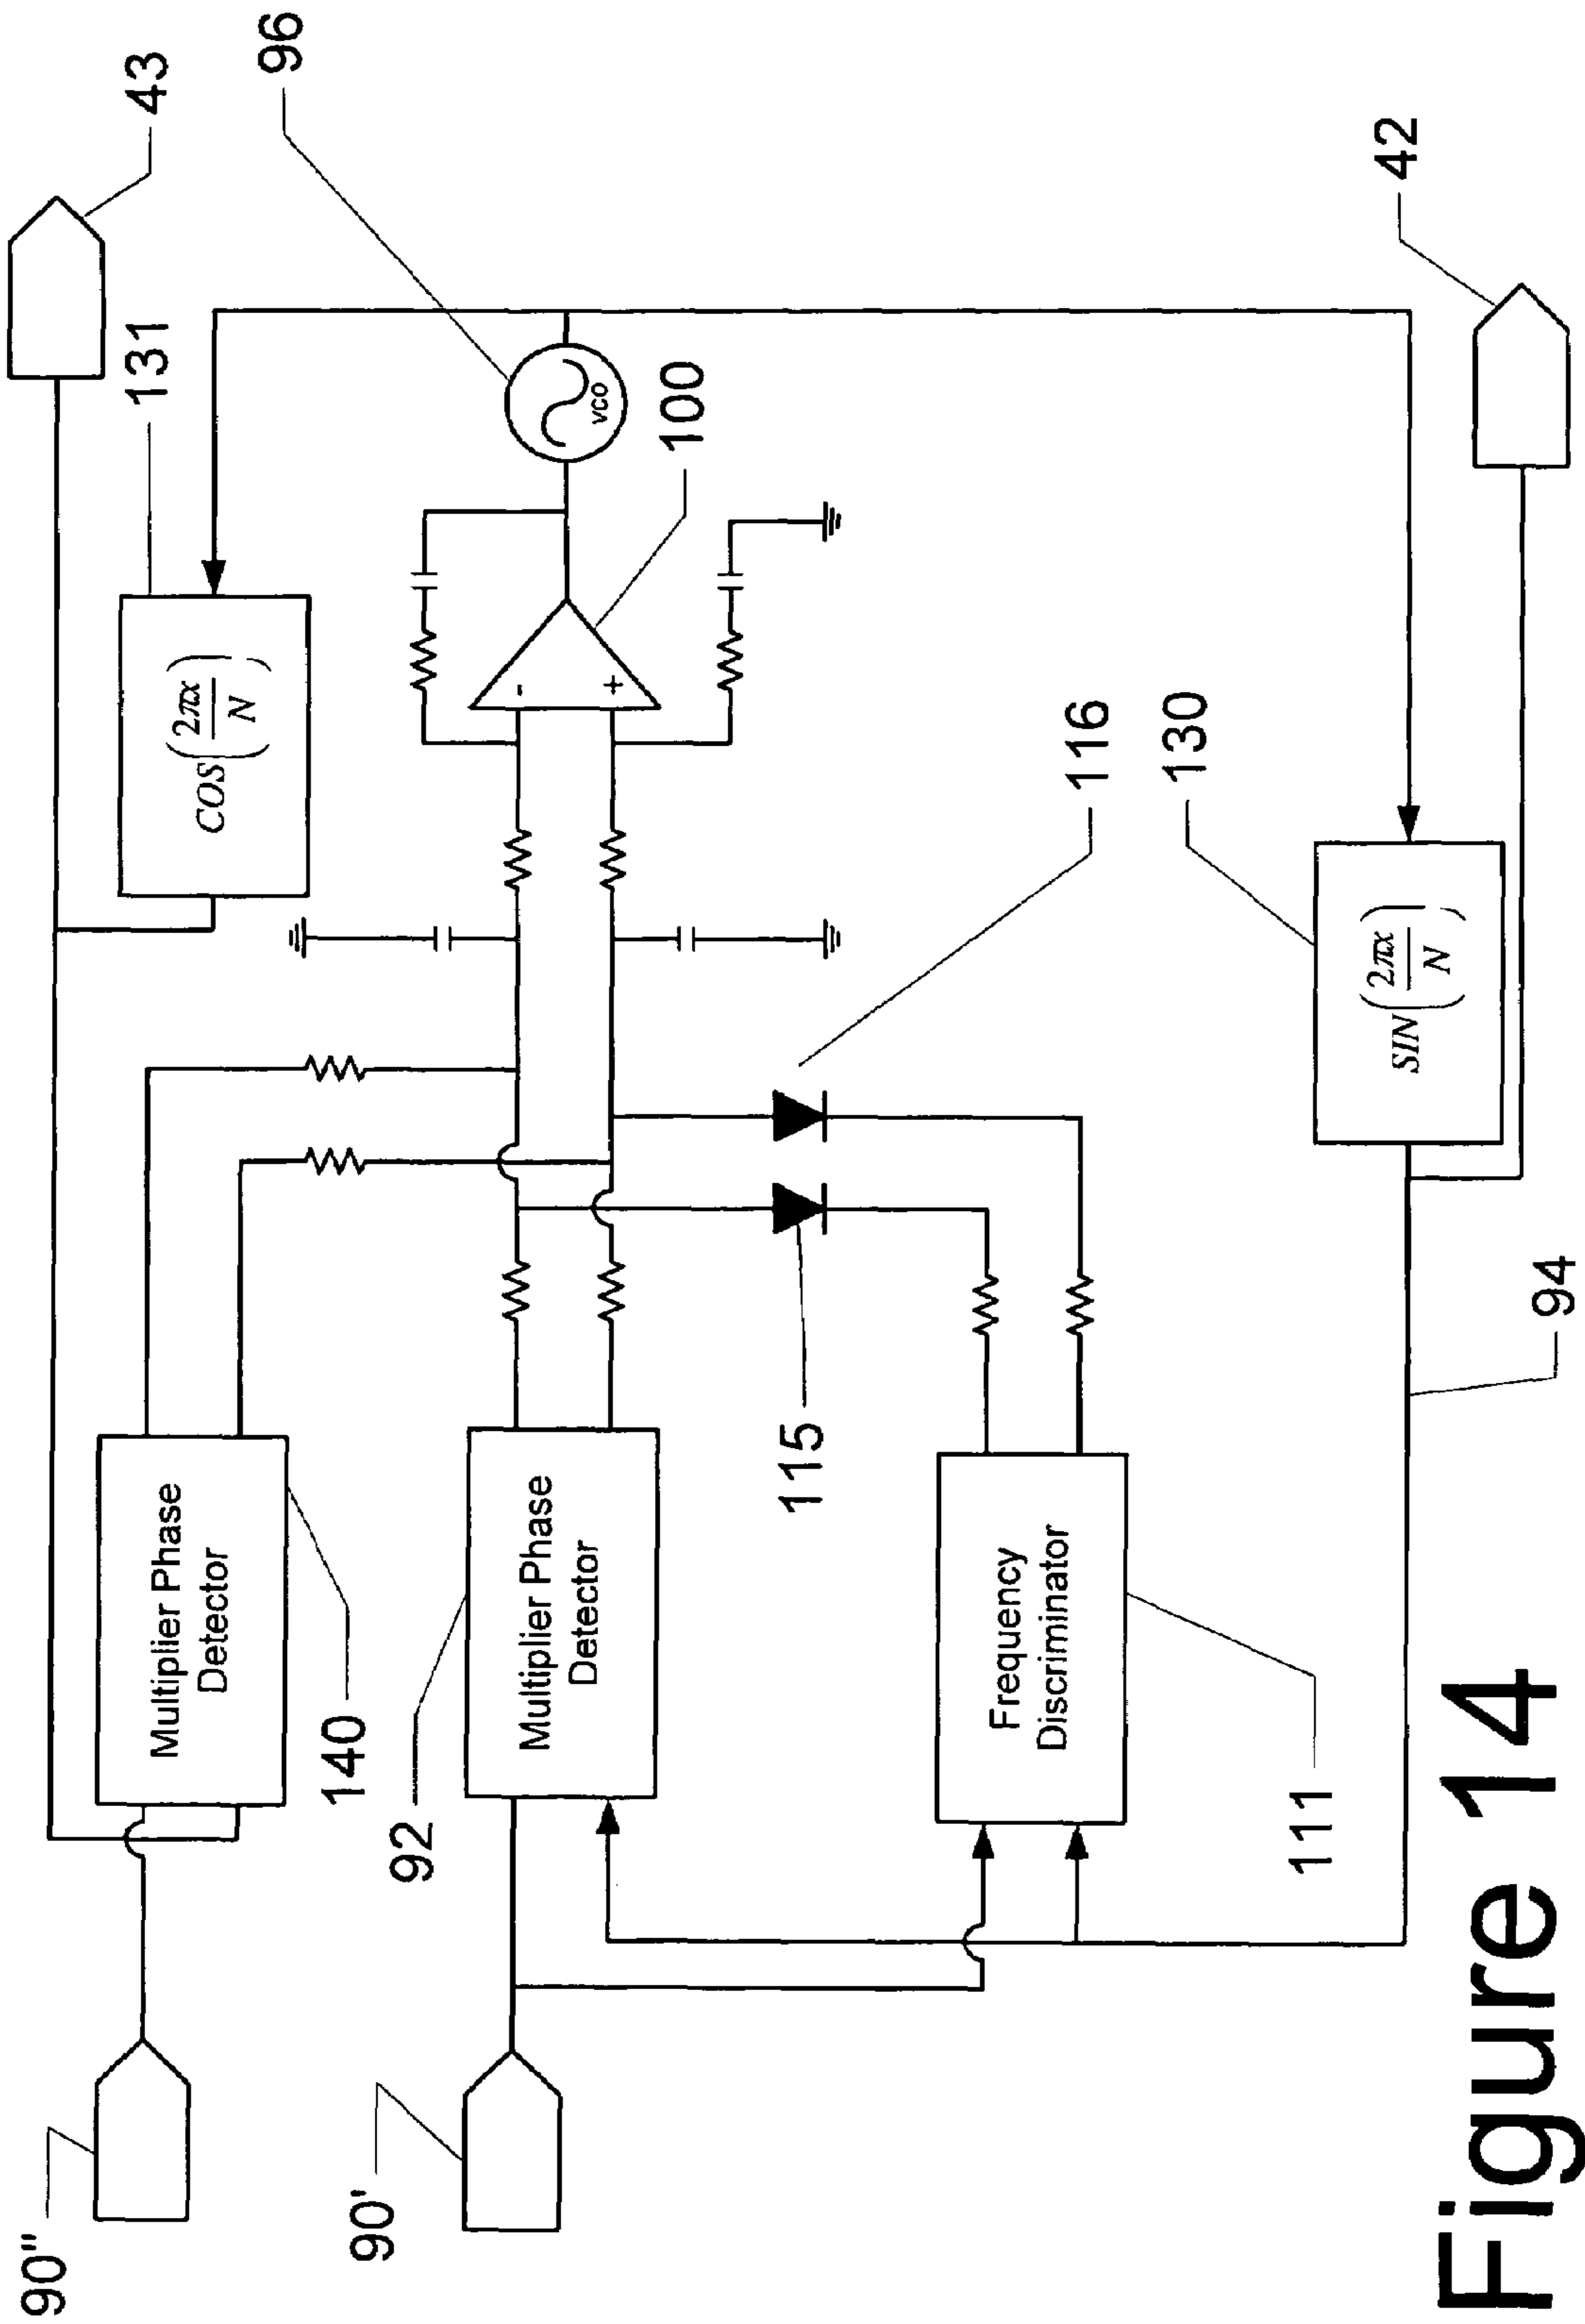 43
96
131
COS(2πx/N)
VCO
100
-
+
42
116
130
SIN(2πx/N)
94
115
Multiplier Phase
Detector
140
Multiplier Phase
Detector
92
Frequency
Discriminator
111
90"
90'
Figure 14